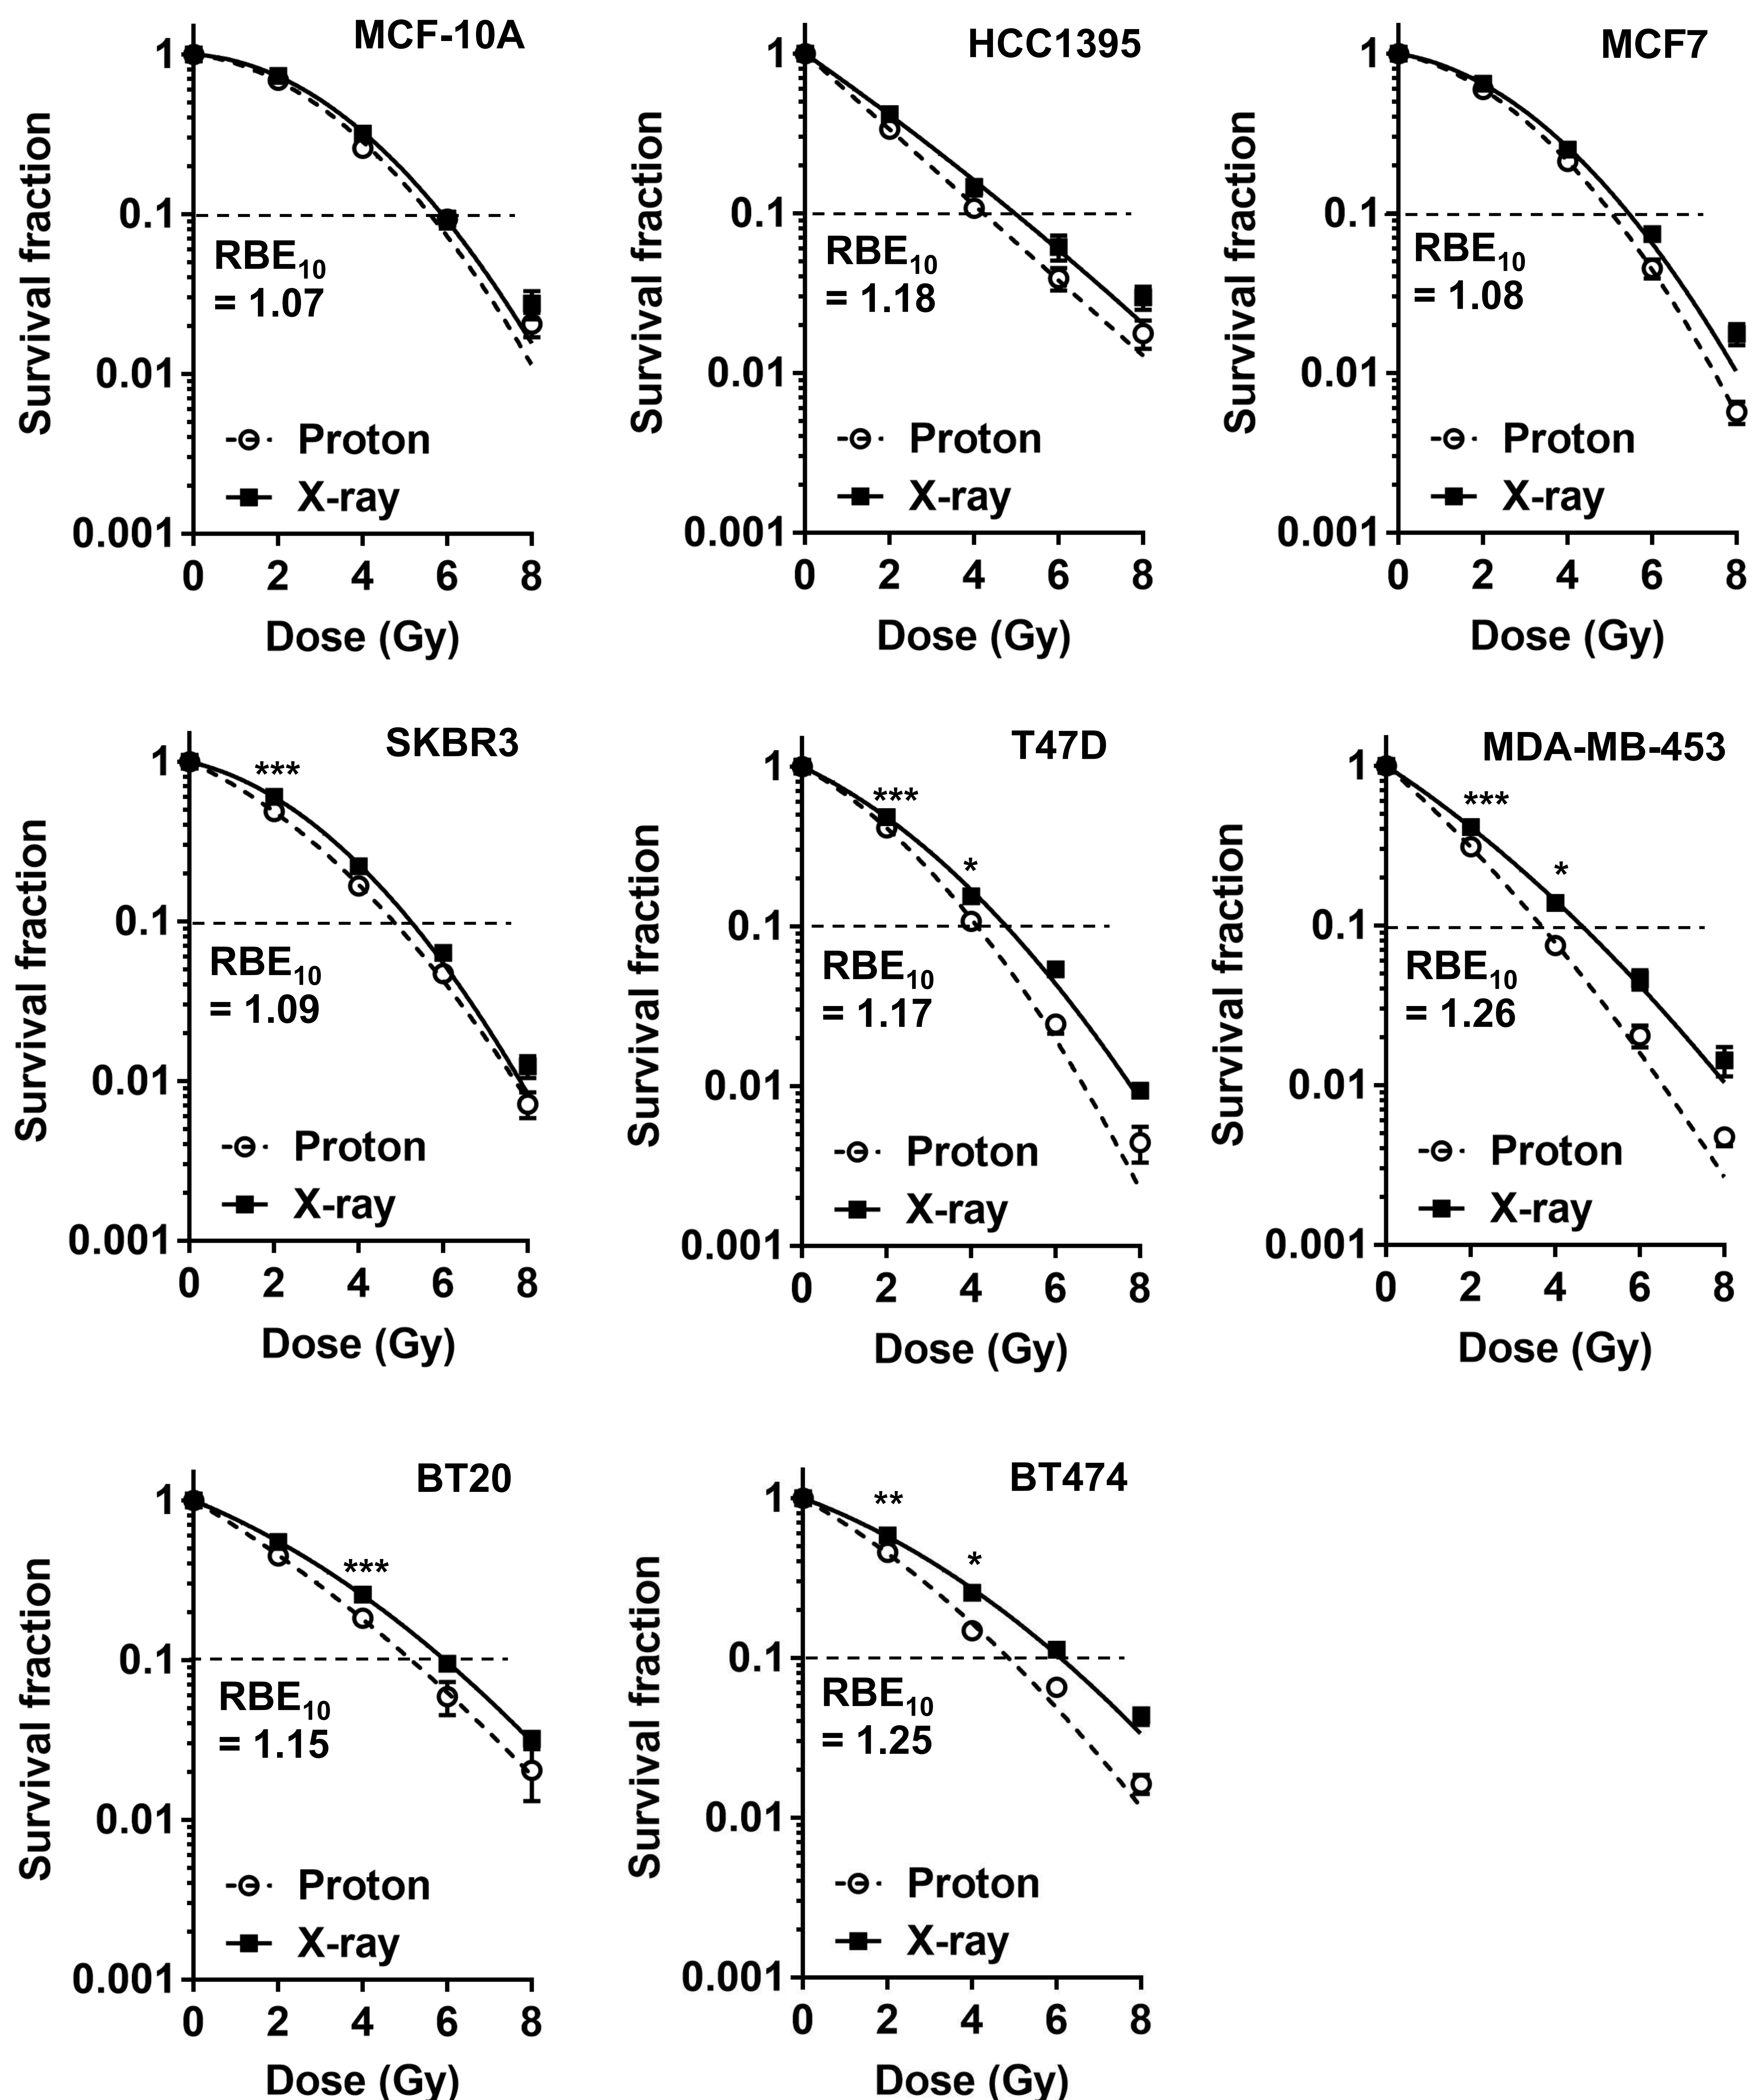 MCF-10A
Survival fraction
1
0.1
0.01
0.001
RBE10
= 1.07
Proton
X-ray
0 2 4 6 8
Dose (Gy)
HCC1395
Survival fraction
1
0.1
0.01
0.001
RBE10
= 1.18
Proton
X-ray
0 2 4 6 8
Dose (Gy)
MCF7
Survival fraction
1
0.1
0.01
0.001
RBE10
= 1.08
Proton
X-ray
0 2 4 6 8
Dose (Gy)
SKBR3
Survival fraction
1
***
0.1
0.01
0.001
RBE10
= 1.09
Proton
X-ray
0 2 4 6 8
Dose (Gy)
T47D
Survival fraction
1
***
*
0.1
0.01
0.001
RBE10
= 1.17
Proton
X-ray
0 2 4 6 8
Dose (Gy)
MDA-MB-453
Survival fraction
1
***
*
0.1
0.01
0.001
RBE10
= 1.26
Proton
X-ray
0 2 4 6 8
Dose (Gy)
BT20
Survival fraction
1
***
0.1
0.01
0.001
RBE10
= 1.15
Proton
X-ray
0 2 4 6 8
Dose (Gy)
BT474
Survival fraction
1
**
*
0.1
0.01
0.001
RBE10
= 1.25
Proton
X-ray
0 2 4 6 8
Dose (Gy)